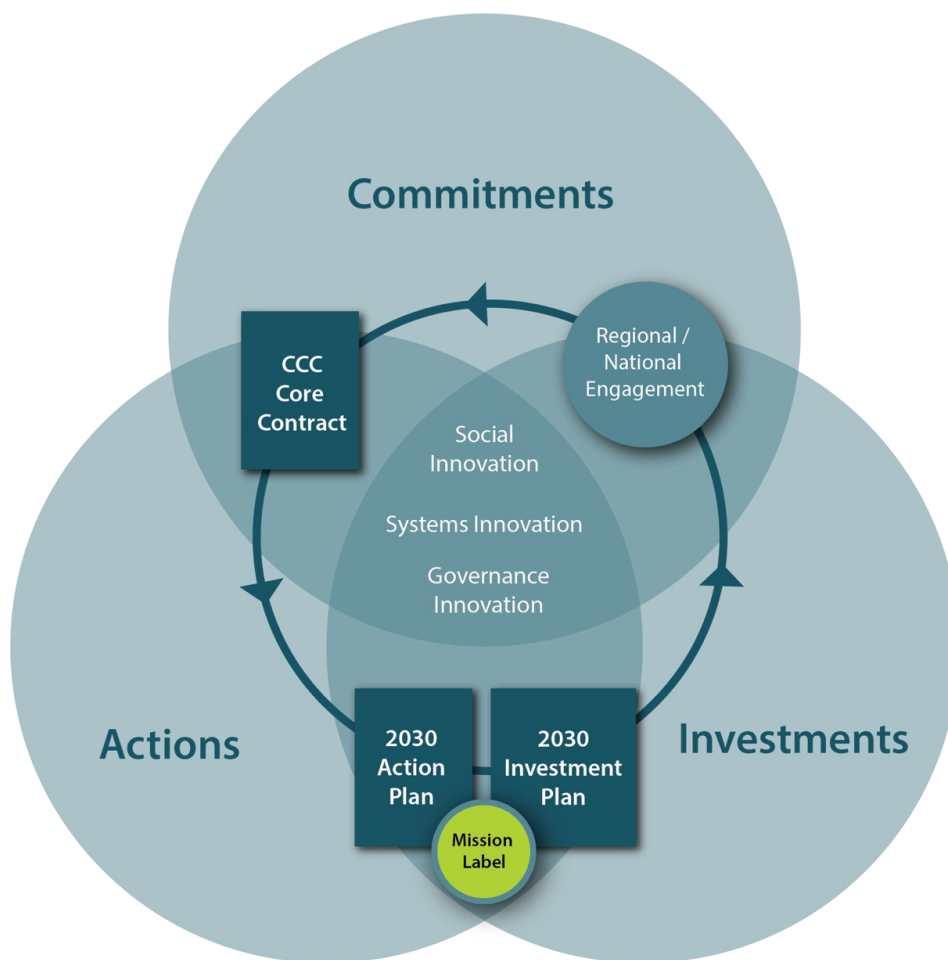 Commitments
CCC
Core
Contract
Regional /
National
Engagement
Social
Innovation
Systems Innovation
Governance
Innovation
Actions
Investments
2030
Action
Plan
2030
Investment
Plan
Mission
Label